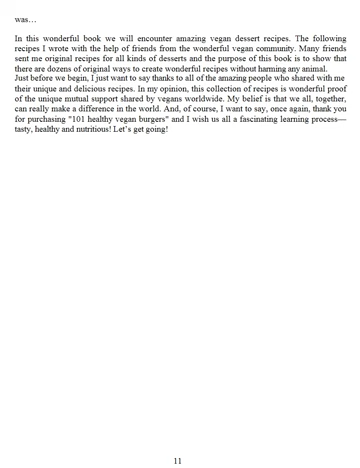 was…
In this wonderful book we will encounter amazing vegan dessert recipes. The following
recipes I wrote with the help of friends from the wonderful vegan community. Many friends
sent me original recipes for all kinds of desserts and the purpose of this book is to show that
there are dozens of original ways to create wonderful recipes without harming any animal.
Just before we begin, I just want to say thanks to all of the amazing people who shared with me
their unique and delicious recipes. In my opinion, this collection of recipes is wonderful proof
of the unique mutual support shared by vegans worldwide. My belief is that we all, together,
can really make a difference in the world. And, of course, I want to say, once again, thank you
for purchasing "101 healthy vegan burgers" and I wish us all a fascinating learning process—
tasty, healthy and nutritious! Let’s get going!
11